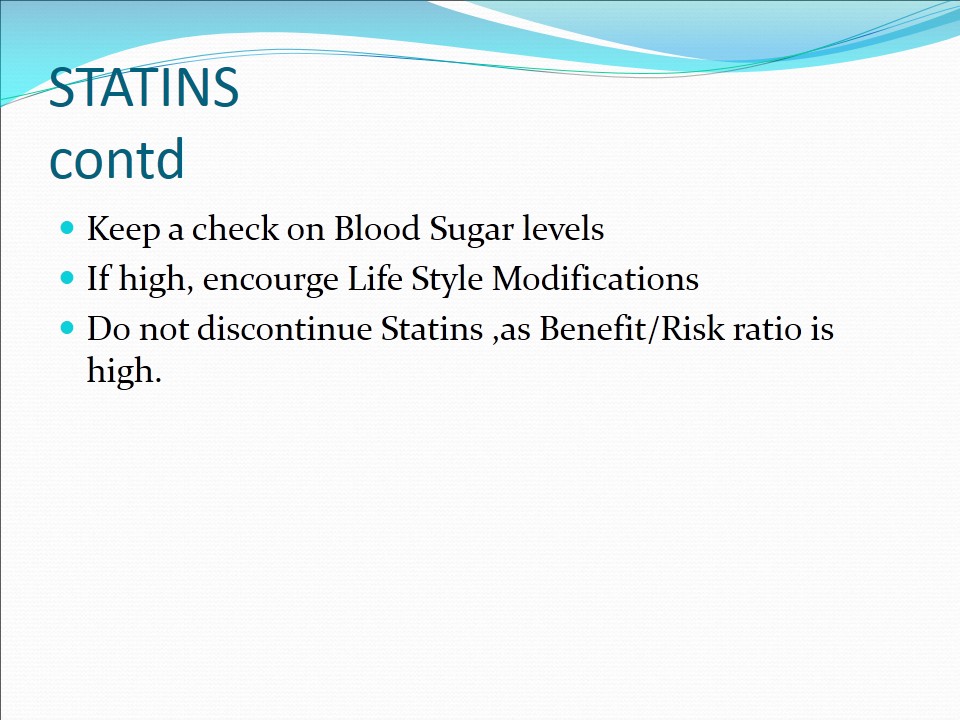 STATINS
contd
Keep a check on Blood Sugar levels
If high, encourge Life Style Modifications
Do not discontinue Statins ,as Benefit/Risk ratio is
high.